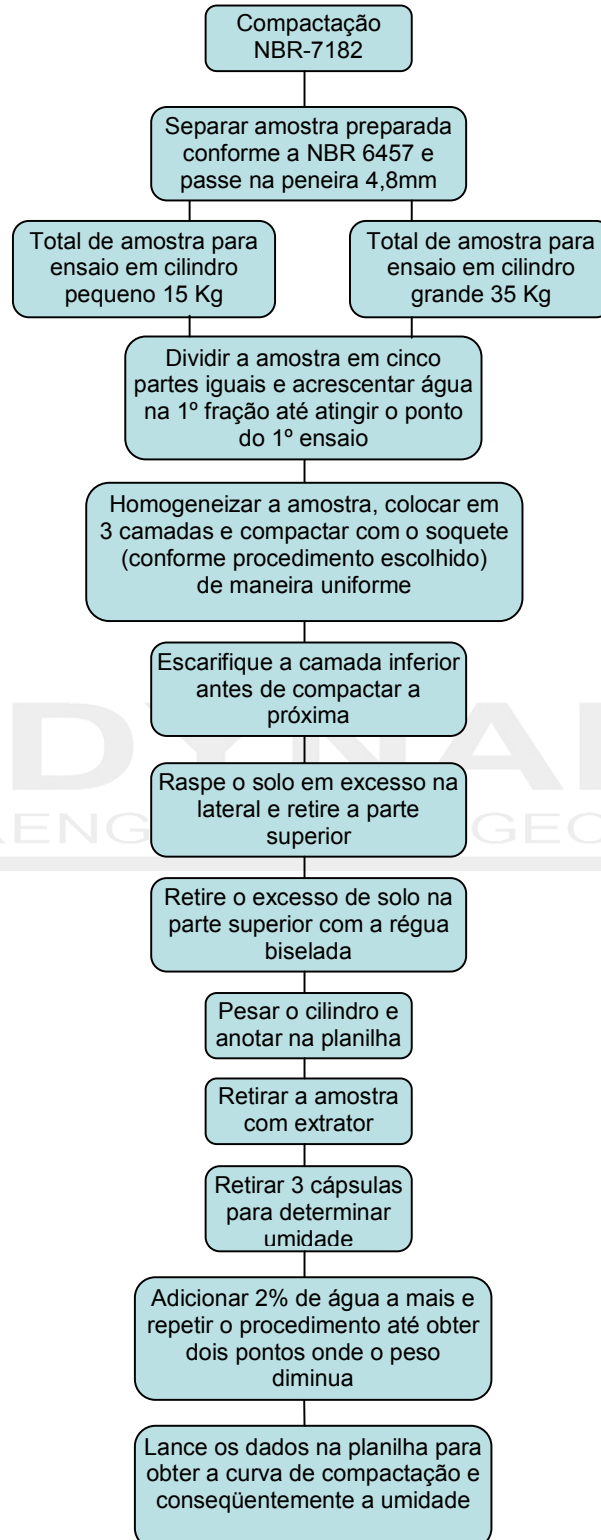 Compactação
NBR-7182
Separar amostra preparada
conforme a NBR 6457 e
passe na peneira 4,8mm
Total de amostra para
ensaio em cilindro
pequeno 15 Kg
Total de amostra para
ensaio em cilindro
grande 35 Kg
Dividir a amostra em cinco
partes iguais e acrescentar água
na 1º fração até atingir o ponto
do 1º ensaio
Homogeneizar a amostra, colocar em
3 camadas e compactar com o soquete
(conforme procedimento escolhido)
de maneira uniforme
Escarifique a camada inferior
antes de compactar a
próxima
Raspe o solo em excesso na
lateral e retire a parte
superior
Retire o excesso de solo na
parte superior com a régua
biselada
Pesar o cilindro e
anotar na planilha
Retirar a amostra
com extrator
Retirar 3 cápsulas
para determinar
umidade
Adicionar 2% de água a mais e
repetir o procedimento até obter
dois pontos onde o peso
diminua
Lance os dados na planilha para
obter a curva de compactação e
conseqüentemente a umidade